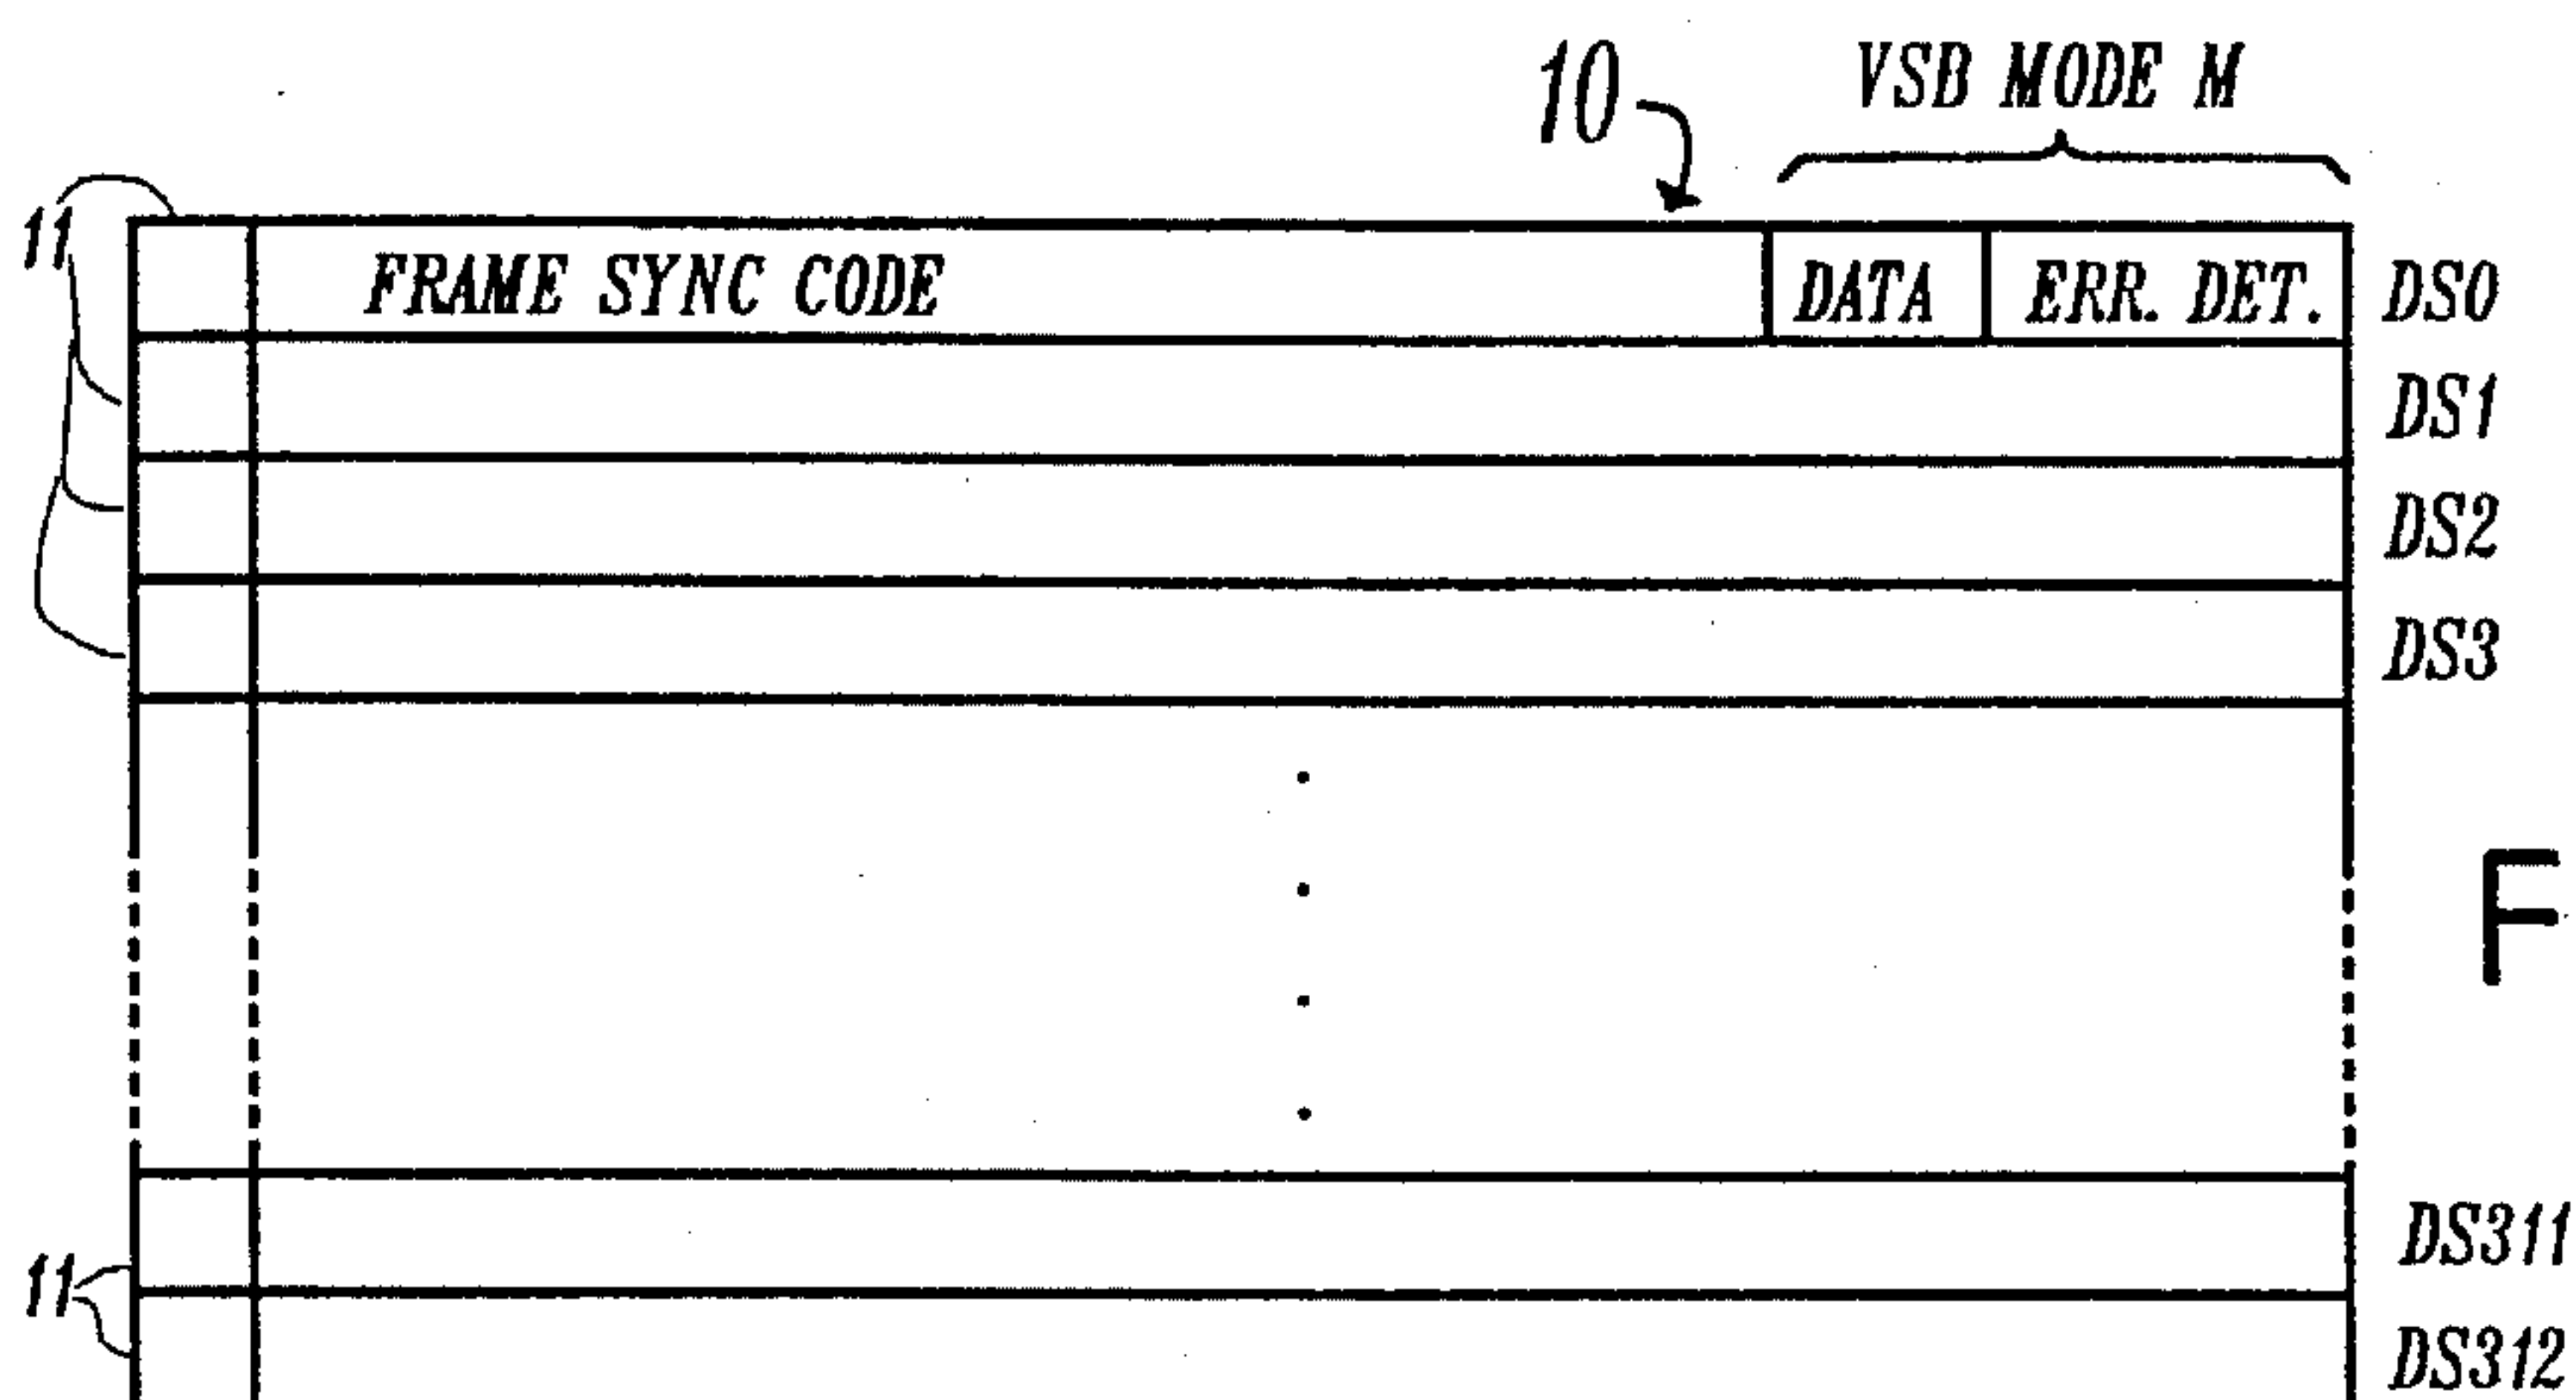 10
VSB MODE M
11
FRAME SYNC CODE
DATA
ERR. DET.
DS0
DS1
DS2
DS3
F
DS311
11
DS312